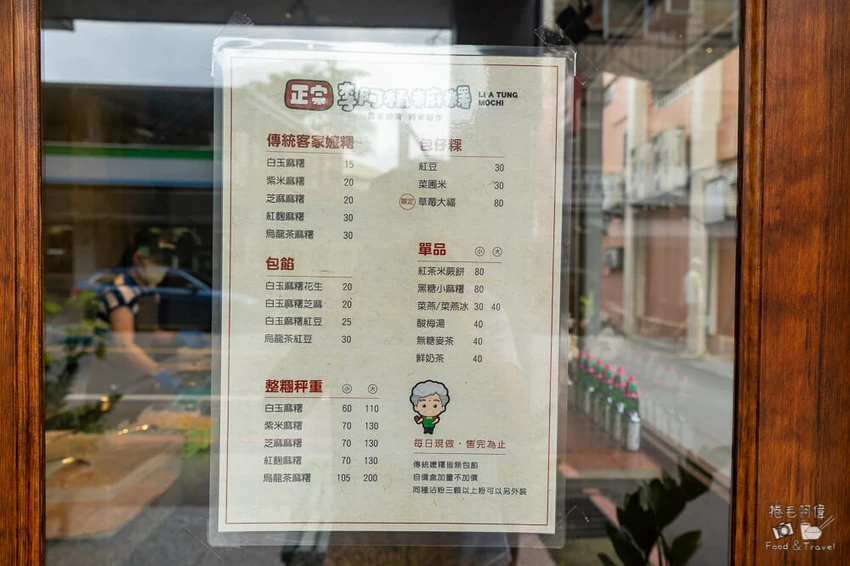 正宗 李阿桶麻糬 LI A TUNG
MOCHI
傳統客家嬤糬
白玉麻糬 15
紫米麻糬 20
芝麻麻糬 20
紅麴麻糬 30
烏龍茶麻糬 30
包餡
白玉麻糬花生 20
白玉麻糬芝麻 20
白玉麻糬紅豆 25
烏龍茶紅豆 30
整糰秤重 小 大
白玉麻糬 60 110
紫米麻糬 70 130
芝麻麻糬 70 130
紅麴麻糬 70 130
烏龍茶麻糬 105 200
包仔粿
紅豆 30
菜圃米 30
限定 草莓大福 80
單品 小 大
紅茶米蕨餅 80
黑糖小麻糬 80
菜燕/菜燕冰 30 40
酸梅湯 40
無糖麥茶 40
鮮奶茶 40
每日現做，售完為止
傳統嬤糬皆無包餡
自備盒加量不加價
同種沾粉三顆以上粉可以另外裝
捲毛阿偉
Food & Travel